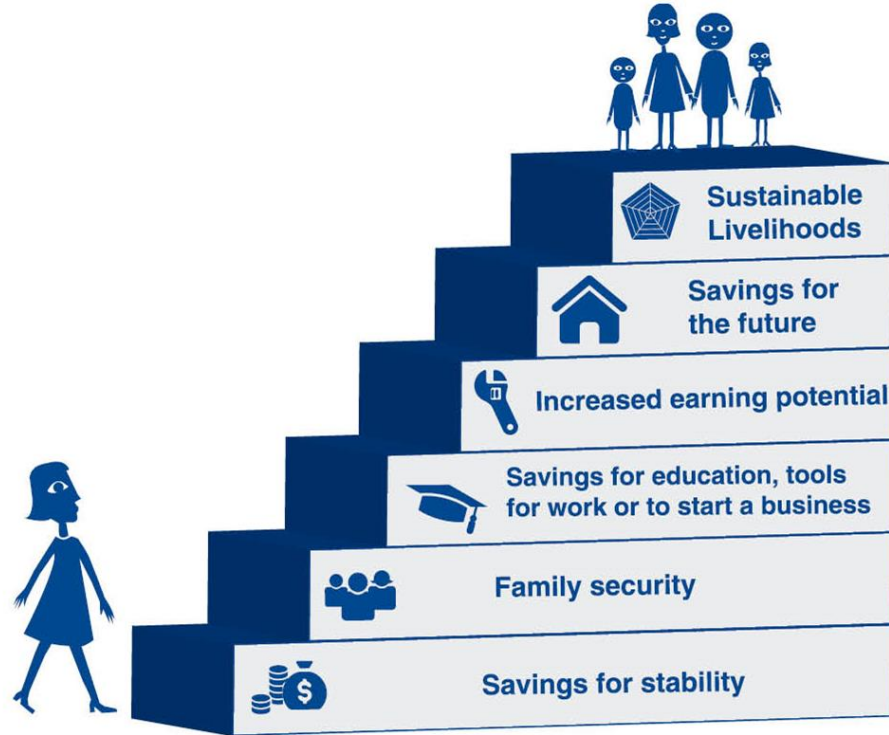 Sustainable
Livelihoods
Savings for
the future
Increased earning potential
Savings for education, tools
for work or to start a business
Family security
$
Savings for stability